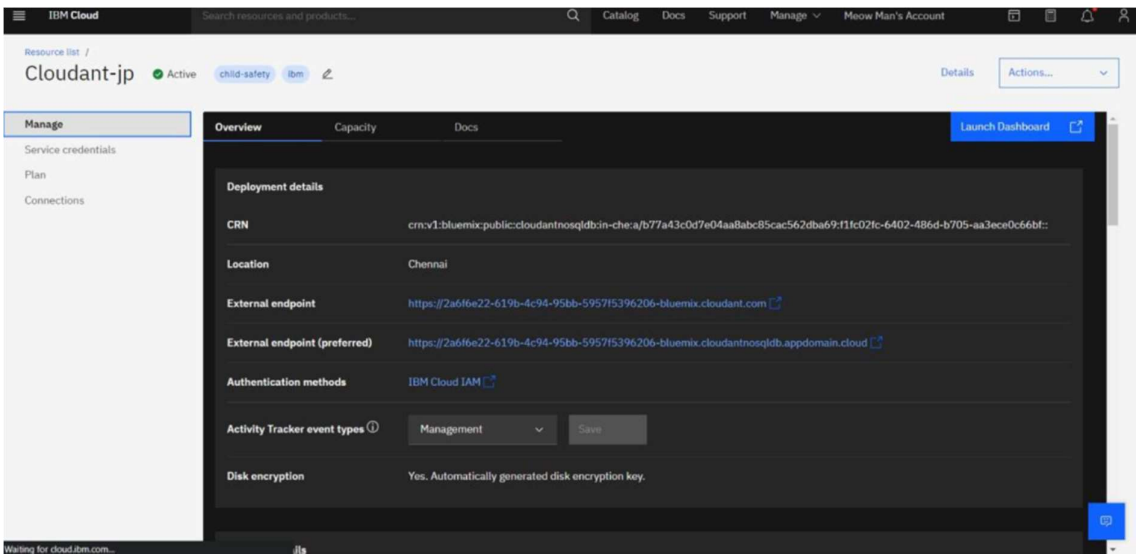 IBM Cloud
Search resources and products...
Catalog
Docs
Support
Manage
Meow Man's Account
Resource list /
Cloudant-jp
Active
child-safety
ibm
Details
Actions...
Manage
Service credentials
Plan
Connections
Overview
Capacity
Docs
Launch Dashboard
Deployment details
CRN crn:v1:bluemix:public:cloudantnosqldb:in-che:a/b77a43c0d7e04aa8abc85cac562dba69:f1fc02fc-6402-486d-b705-aa3ece0c66bf::
Location Chennai
External endpoint https://2a6f6e22-619b-4c94-95bb-5957f5396206-bluemix.cloudant.com
External endpoint (preferred) https://2a6f6e22-619b-4c94-95bb-5957f5396206-bluemix.cloudantnosqldb.appdomain.cloud
Authentication methods IBM Cloud IAM
Activity Tracker event types Management Save
Disk encryption Yes. Automatically generated disk encryption key.
Waiting for cloud.ibm.com...